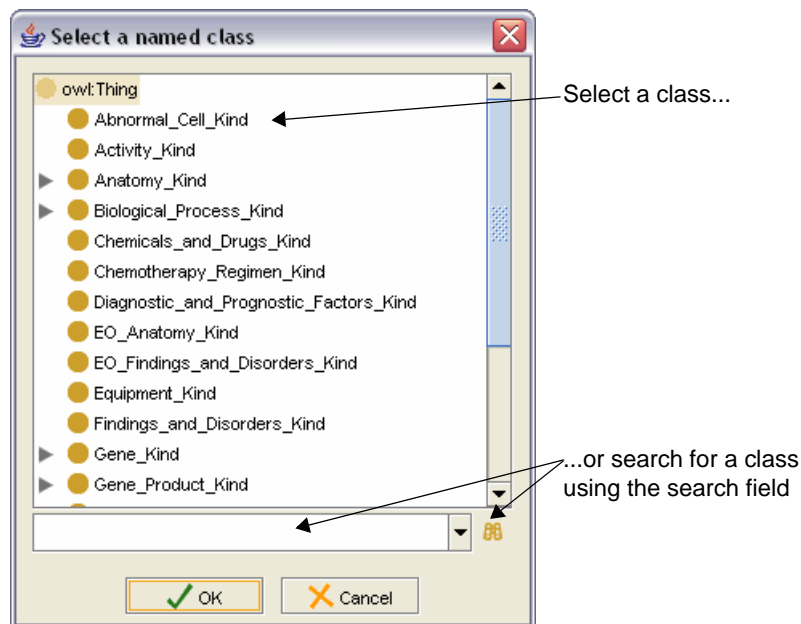 Select a named class
owl:Thing
Abnormal_Cell_Kind
Select a class...
Activity_Kind
Anatomy_Kind
Biological_Process_Kind
Chemicals_and_Drugs_Kind
Chemotherapy_Regimen_Kind
Diagnostic_and_Prognostic_Factors_Kind
EO_Anatomy_Kind
EO_Findings_and_Disorders_Kind
Equipment_Kind
Findings_and_Disorders_Kind
Gene_Kind
Gene_Product_Kind
...or search for a class
using the search field
OK
Cancel